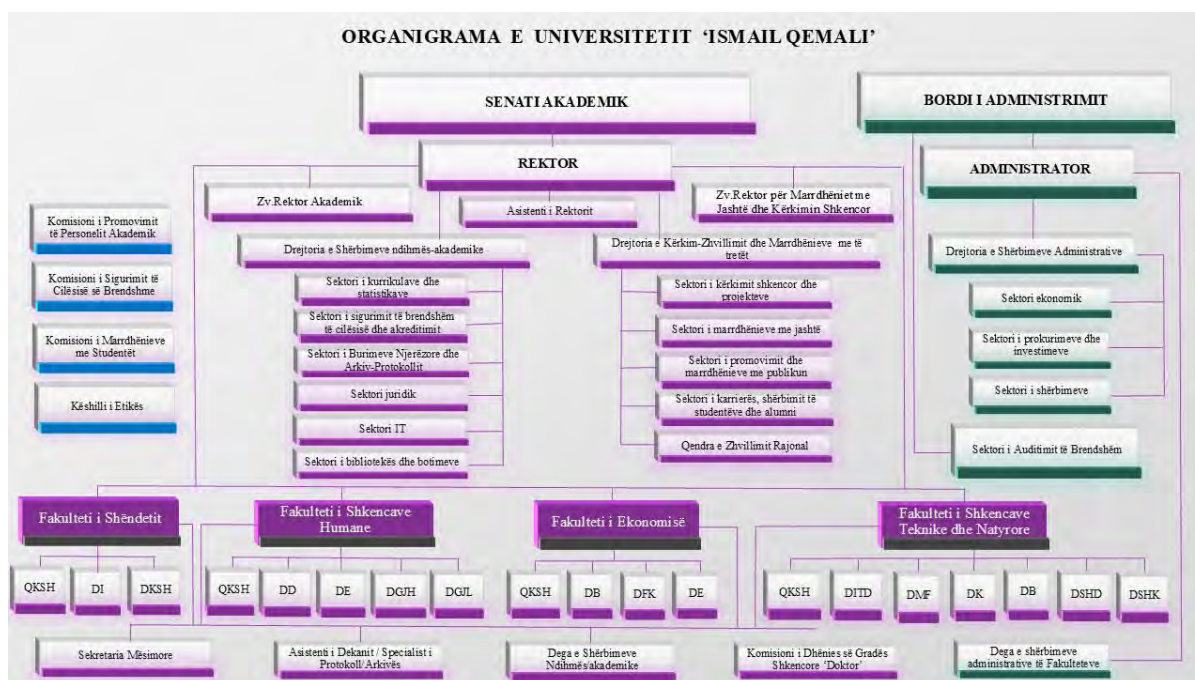 ORGANIGRAMA E UNIVERSITETIT ‘ISMAIL QEMALI’
SENATI AKADEMIK
BORDI I ADMINISTRIMIT
REKTOR
ADMINISTRATOR
Zv.Rektor Akademik
Asistenti i Rektorit
Zv.Rektor për Marrdhëniet me
Jashtë dhe Kërkimin Shkencor
Komisioni i Promovimit
të Personelit Akademik
Komisioni i Sigurimit të
Cilësisë së Brendshme
Komisioni i Marrdhënieve
me Studentët
Këshilli i Etikës
Drejtoria e Shërbimeve ndihmës-akademike
Sektori i kurrikulave dhe
statistikave
Sektori i sigurimit të brendshëm
të cilësisë dhe akreditimit
Sektori i Burimeve Njerëzore dhe
Arkiv-Protokollit
Sektori juridik
Sektori IT
Sektori i bibliotekës dhe botimeve
Drejtoria e Kërkim-Zhvillimit dhe Marrdhënieve me të
tretët
Sektori i kërkimit shkencor dhe
projekteve
Sektori i marrdhënieve me jashtë
Sektori i promovimit dhe
marrdhënieve me publikun
Sektori i karrierës, shërbimit të
studentëve dhe alumni
Qendra e Zhvillimit Rajonal
Drejtoria e Shërbimeve Administrative
Sektori ekonomik
Sektori i prokurimeve dhe
investimeve
Sektori i shërbimeve
Sektori i Auditimit të Brendshëm
Fakulteti i Shëndetit
QKSH DI DKSH
Fakulteti i Shkencave
Humane
QKSH DD DE DGJH DGJL
Fakulteti i Ekonomisë
QKSH DB DFK DE
Fakulteti i Shkencave
Teknike dhe Natyrore
QKSH DITD DMF DK DB DSHD DSHK
Sekretaria Mësimore
Asistenti i Dekanit / Specialist i
Protokoll/Arkivës
Dega e Shërbimeve
Ndihmës/akademike
Komisioni i Dhënies së Gradës
Shkencore ‘Doktor’
Dega e shërbimeve
administrative të Fakulteteve